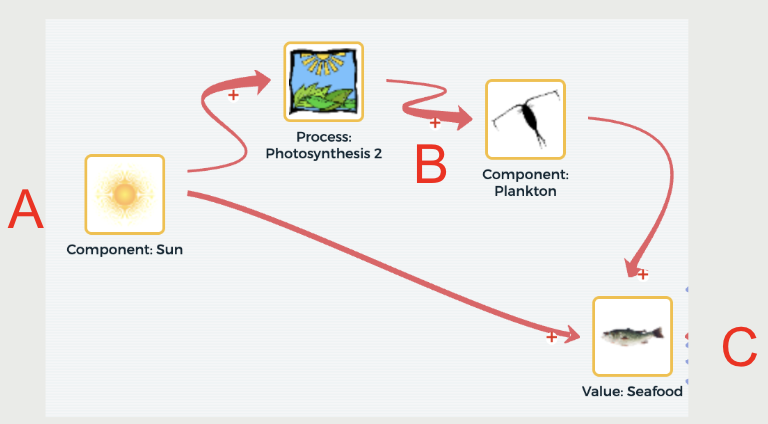 Process:
Photosynthesis 2
+
+
B
Component:
Plankton
A
Component: Sun
+
+
C
Value: Seafood